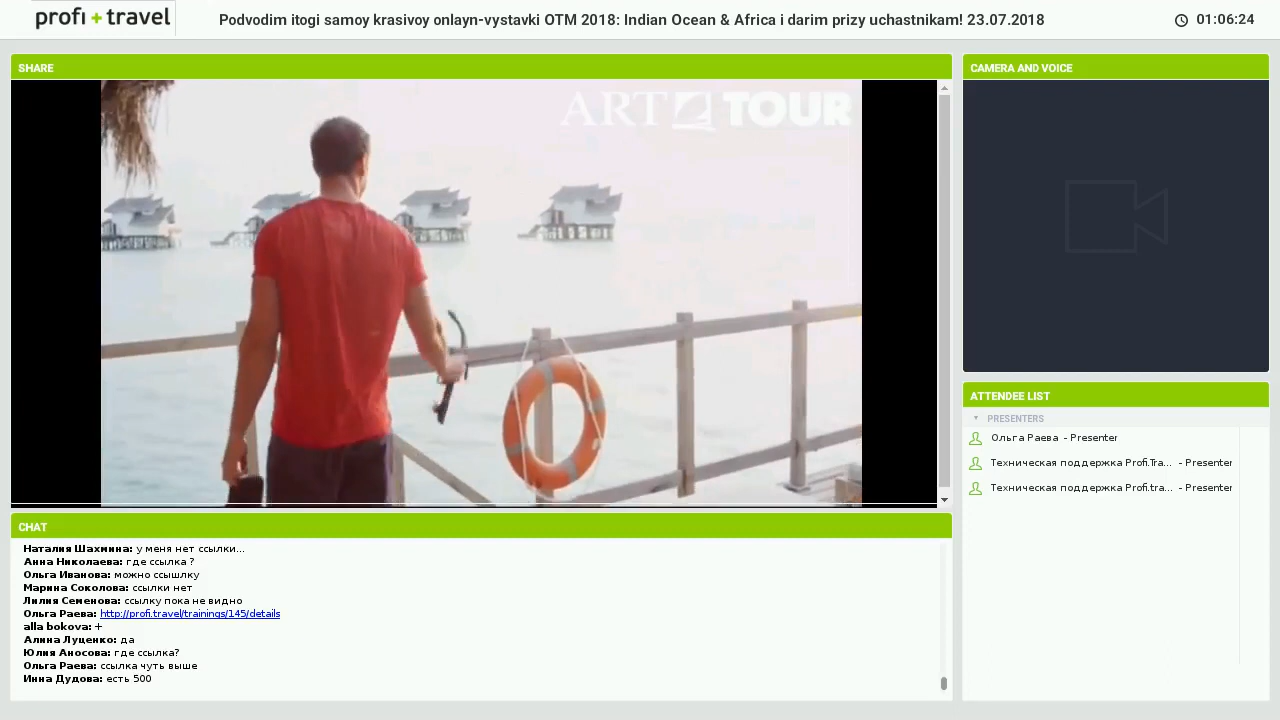 profi + travel
Podvodim itogi samoy krasivoy onlayn-vystavki OTM 2018: Indian Ocean & Africa i darim prizy uchastnikam! 23.07.2018
01:06:24
SHARE
ART TOUR
CHAT
Наталия Шахмина: у меня нет ссылки...
Анна Николаева: где ссылка ?
Ольга Иванова: можно ссышлку
Марина Соколова: ссылки нет
Лилия Семенова: ссылку пока не видно
Ольга Раева: http://profi.travel/trainings/145/details
alla bokova: +
Алина Луценко: да
Юлия Аносова: где ссылка?
Ольга Раева: ссылка чуть выше
Инна Дудова: есть 500
CAMERA AND VOICE
ATTENDEE LIST
PRESENTERS
Ольга Раева - Presenter
Техническая поддержка Profi.Tra... - Presenter
Техническая поддержка Profi.tra... - Presenter